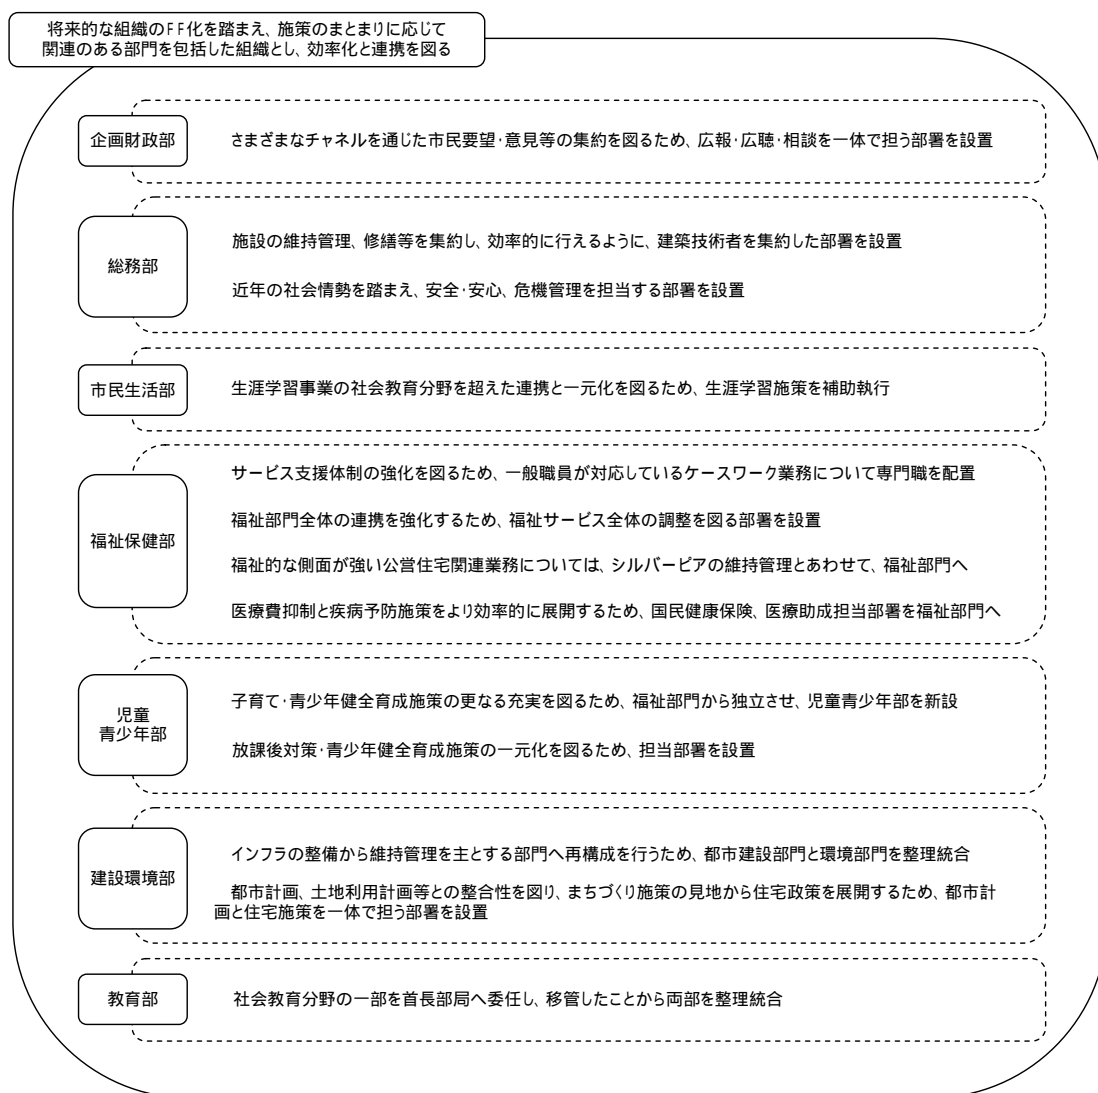 将来的な組織のFF化を踏まえ、施策のまとまりに応じて
関連のある部門を包括した組織とし、効率化と連携を図る
企画財政部
さまざまなチャネルを通じた市民要望・意見等の集約を図るため、広報・広聴・相談を一体で担う部署を設置
総務部
施設の維持管理、修繕等を集約し、効率的に行えるように、建築技術者を集約した部署を設置
近年の社会情勢を踏まえ、安全・安心、危機管理を担当する部署を設置
市民生活部
生涯学習事業の社会教育分野を超えた連携と一元化を図るため、生涯学習施策を補助執行
福祉保健部
サービス支援体制の強化を図るため、一般職員が対応しているケースワーク業務について専門職を配置
福祉部門全体の連携を強化するため、福祉サービス全体の調整を図る部署を設置
福祉的な側面が強い公営住宅関連業務については、シルバーピアの維持管理とあわせて、福祉部門へ
医療費抑制と疾病予防施策をより効率的に展開するため、国民健康保険、医療助成担当部署を福祉部門へ
児童
青少年部
子育て・青少年健全育成施策の更なる充実を図るため、福祉部門から独立させ、児童青少年部を新設
放課後対策・青少年健全育成施策の一元化を図るため、担当部署を設置
建設環境部
インフラの整備から維持管理を主とする部門へ再構成を行うため、都市建設部門と環境部門を整理統合
都市計画、土地利用計画等との整合性を図り、まちづくり施策の見地から住宅政策を展開するため、都市計
画と住宅施策を一体で担う部署を設置
教育部
社会教育分野の一部を首長部局へ委任し、移管したことから両部を整理統合